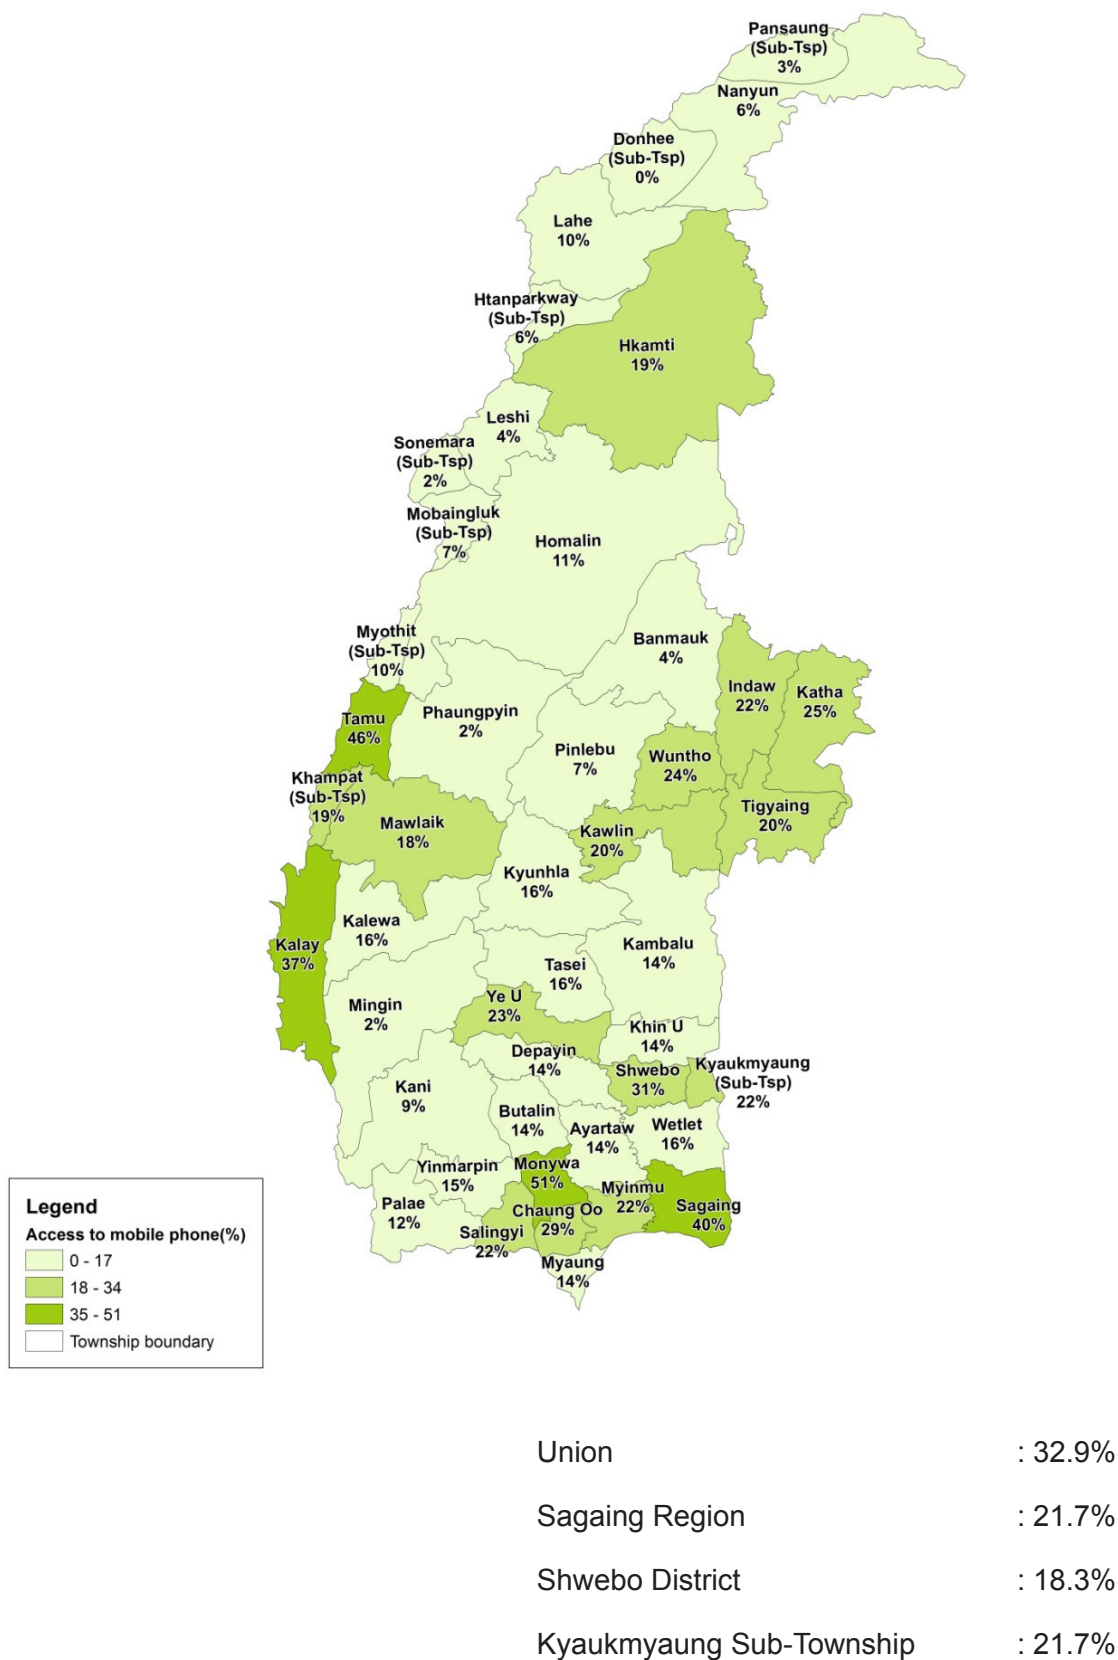 Pansaung
(Sub-Tsp)
3%
Nanyun
6%
Donhee
(Sub-Tsp)
0%
Lahe
10%
Htanparkway
(Sub-Tsp)
6%
Hkamti
19%
Leshi
4%
Sonemara
(Sub-Tsp)
2%
Mobaingluk
(Sub-Tsp)
7%
Homalin
11%
Myothit
(Sub-Tsp)
10%
Banmauk
4%
Indaw
22%
Katha
25%
Tamu
46%
Phaungpyin
2%
Pinlebu
7%
Wuntho
24%
Khampat
(Sub-Tsp)
19%
Mawlaik
18%
Kawlin
20%
Tigyaing
20%
Kyunhla
16%
Kalewa
16%
Kalay
37%
Kambalu
14%
Tasei
16%
Mingin
2%
Ye U
23%
Khin U
14%
Depayin
14%
Shwebo
31%
Kyaukmyaung
(Sub-Tsp)
22%
Kani
9%
Butalin
14%
Ayartaw
14%
Wetlet
16%
Yinmarpin
15%
Monywa
51%
Palae
12%
Salingyi
22%
Chaung Oo
29%
Myinmu
22%
Sagaing
40%
Myaung
14%
Legend
Access to mobile phone(%)
0 - 17
18 - 34
35 - 51
Township boundary
Union : 32.9%
Sagaing Region : 21.7%
Shwebo District : 18.3%
Kyaukmyaung Sub-Township : 21.7%